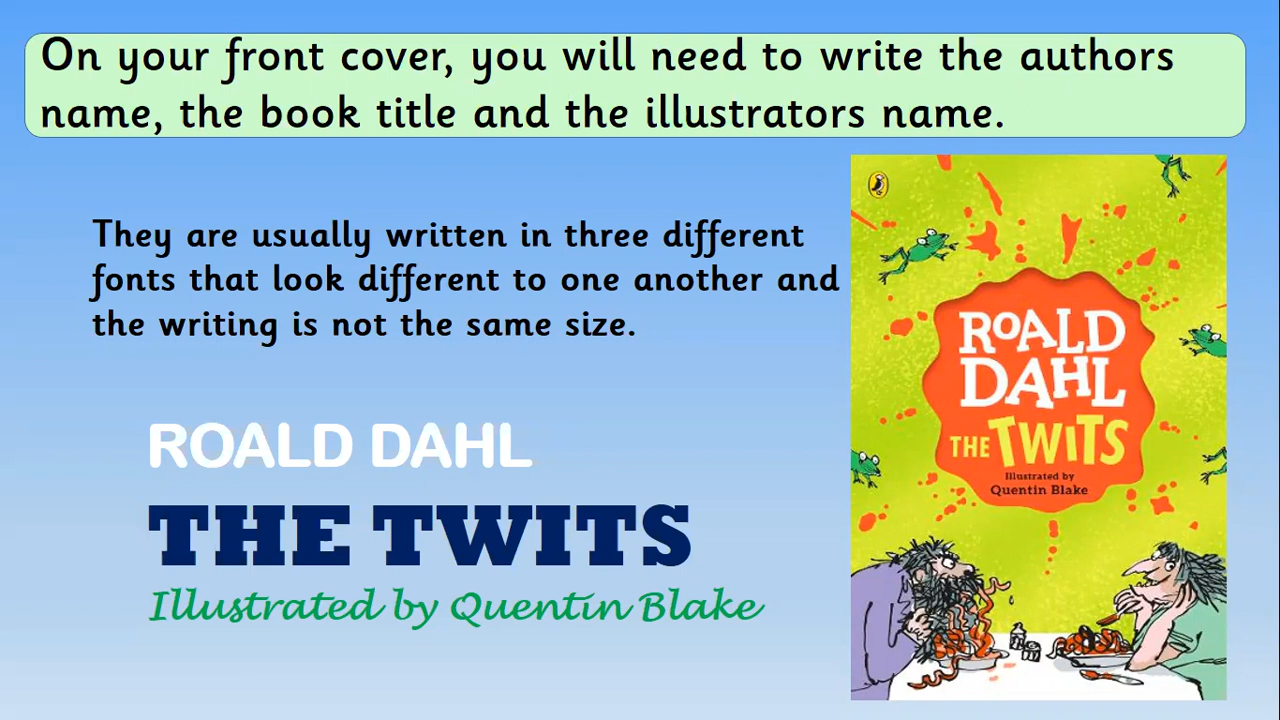 On your front cover, you will need to write the authors
name, the book title and the illustrators name.
They are usually written in three different
fonts that look different to one another and
the writing is not the same size.
ROALD DAHL
THE TWITS
Illustrated by Quentin Blake
ROALD
DAHL
THE TWITS
Illustrated by
Quentin Blake